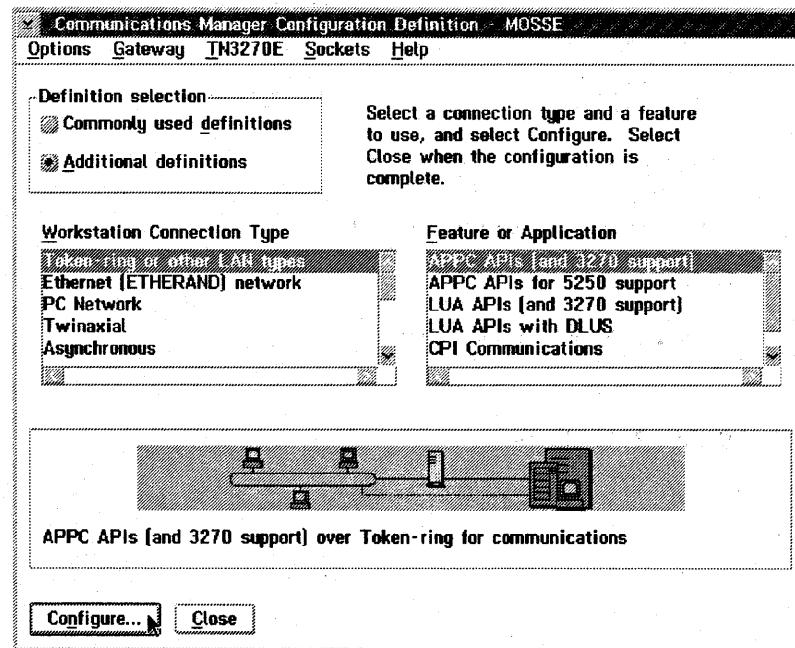 Communications Manager Configuration Definition - MOSSE
Options Gateway TN3270E Sockets Help
Definition selection
Commonly used definitions
Additional definitions
Select a connection type and a feature
to use, and select Configure. Select
Close when the configuration is
complete.
Workstation Connection Type
Token-ring or other LAN types
Ethernet (ETHERAND) network
PC Network
Twinaxial
Asynchronous
Feature or Application
APPC APIs (and 3270 support)
APPC APIs for 5250 support
LUA APIs (and 3270 support)
LUA APIs with DLUS
CPI Communications
APPC APIs (and 3270 support) over Token-ring for communications
Configure... Close